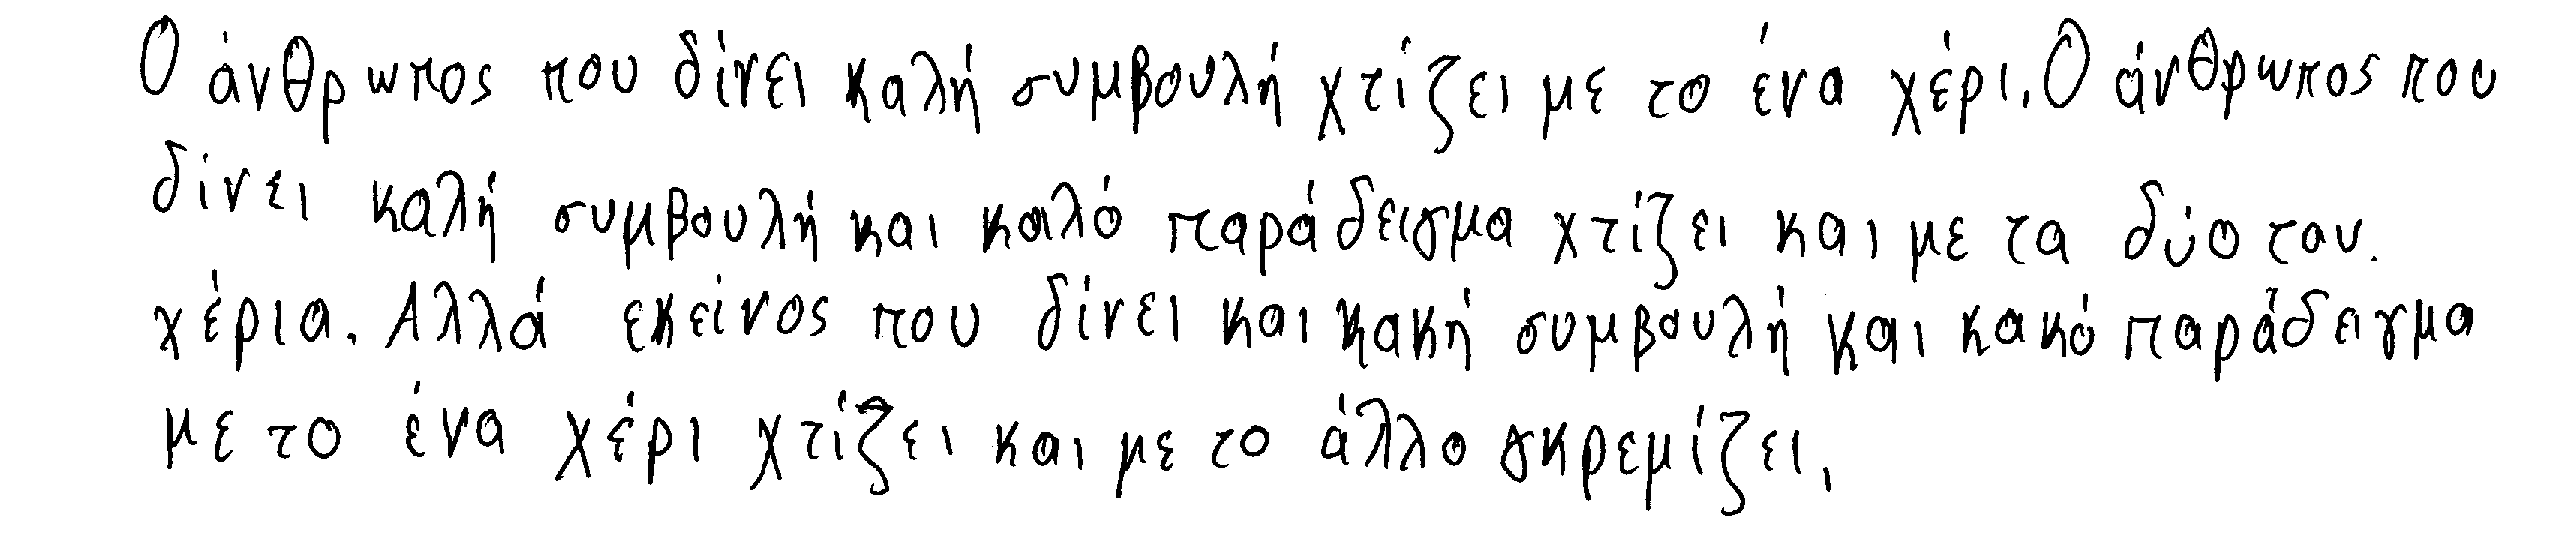 Ο άνθρωπος που δίνει καλή συμβουλή χτίζει με το ένα χέρι. Ο άνθρωπος που
δίνει καλή συμβουλή και καλό παράδειγμα χτίζει και με τα δύο του.
χέρια. Αλλά εκείνος που δίνει και κακή συμβουλή και κακό παράδειγμα
με το ένα χέρι χτίζει και με το άλλο γκρεμίζει.